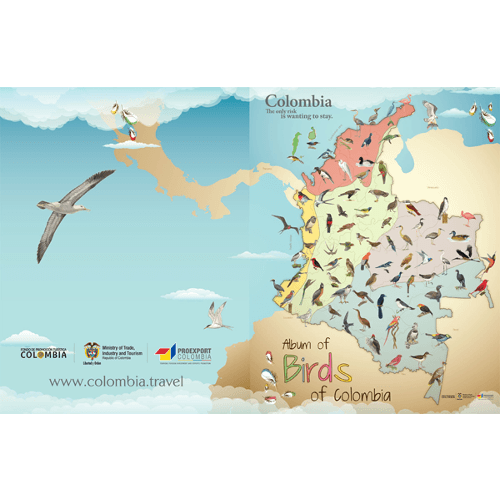 Colombia
The only risk
is wanting to stay.
Album of
Birds
of Colombia
COLOMBIA
Ministry of Trade,
Industry and Tourism
Republic of Colombia
PROEXPORT
COLOMBIA
www.colombia.travel